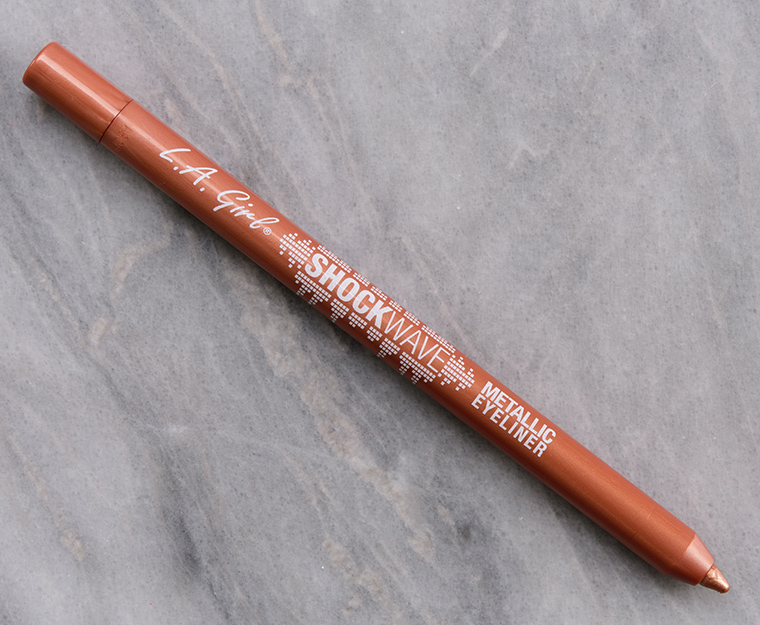 L.A. Girl®
SHOCKWAVE
METALLIC
EYELINER